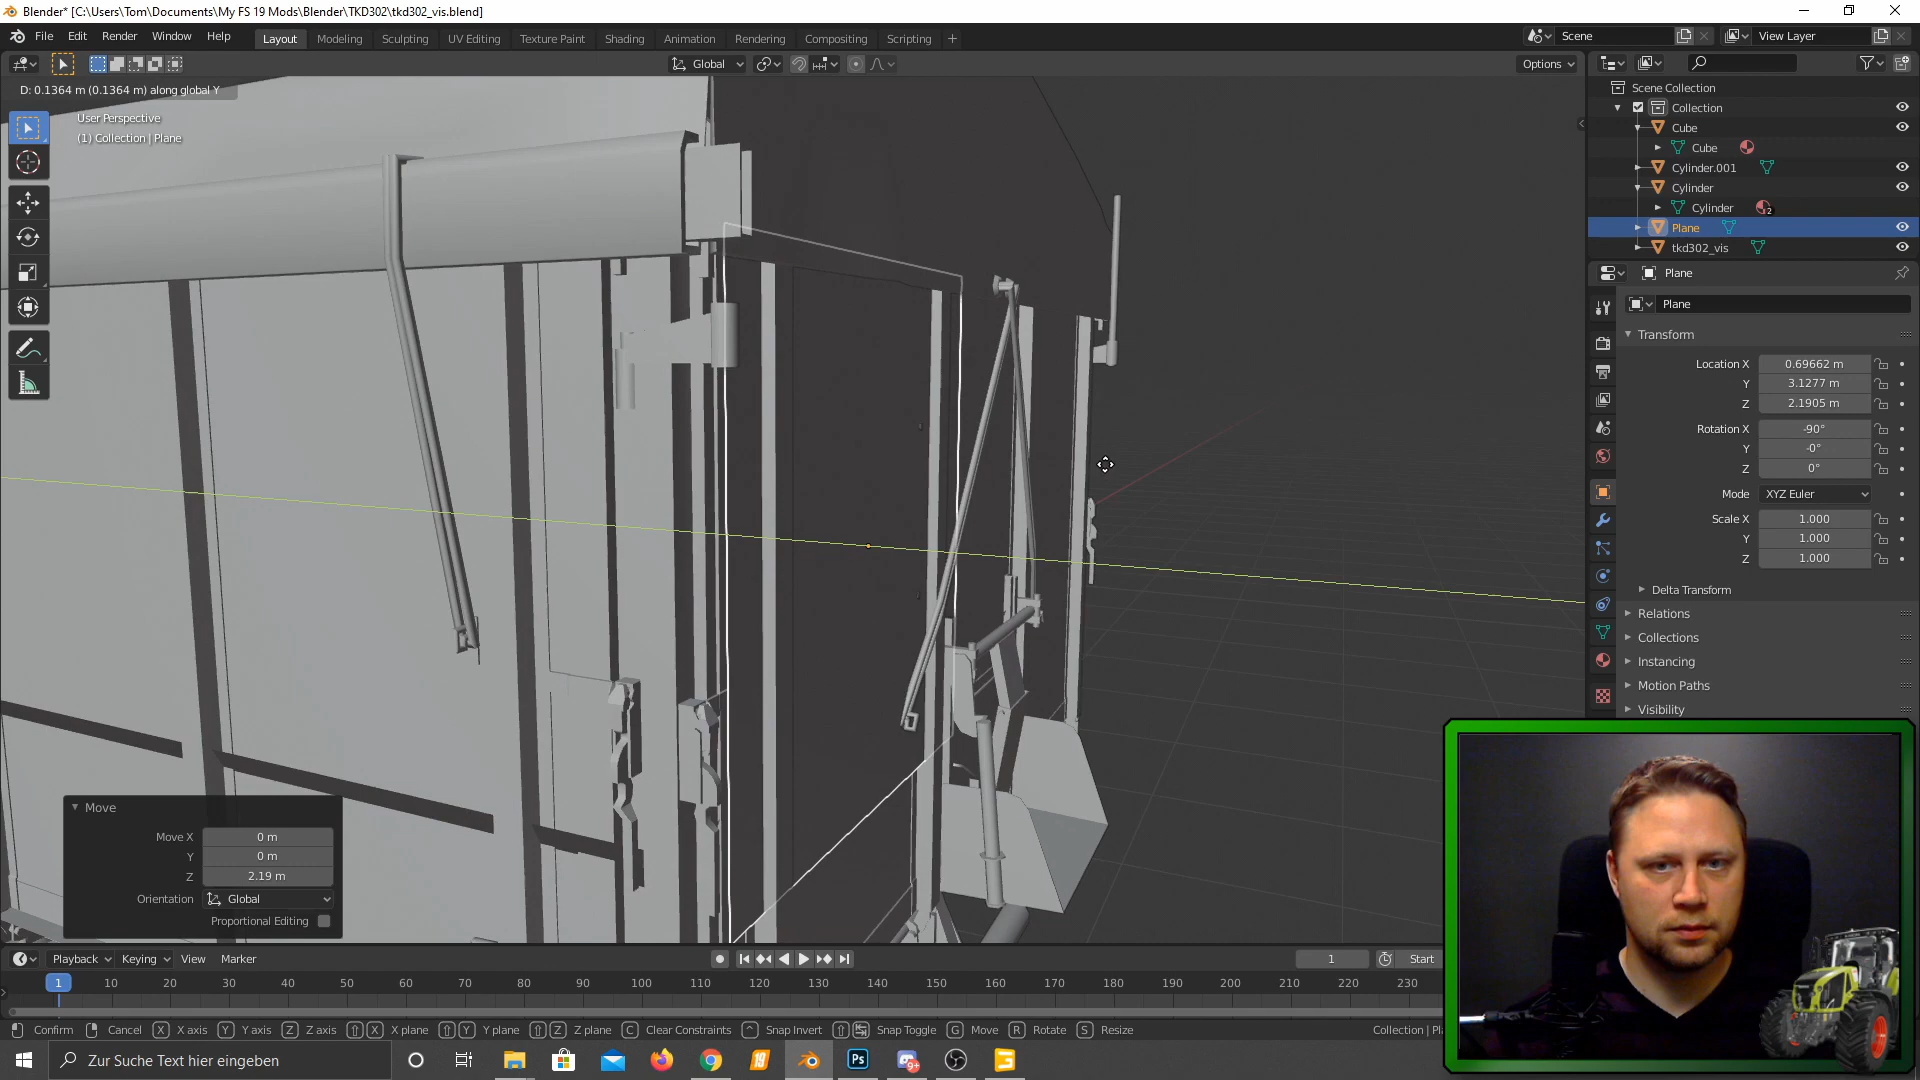 Blender* [C:\Users\Tom\Documents\My FS 19 Mods\Blender\TKD302\tkd302_vis.blend]
File Edit Render Window Help Layout Modeling Sculpting UV Editing Texture Paint Shading Animation Rendering Compositing Scripting + Scene View Layer
Global Options
D: 0.1364 m (0.1364 m) along global Y
User Perspective
(1) Collection | Plane
Scene Collection
Collection
Cube
Cube
Cylinder.001
Cylinder
Cylinder 2
Plane
tkd302_vis
Plane
Plane
Transform
Location X 0.69662 m
Y 3.1277 m
Z 2.1905 m
Rotation X -90°
Y -0°
Z 0°
Mode XYZ Euler
Scale X 1.000
Y 1.000
Z 1.000
Delta Transform
Relations
Collections
Instancing
Motion Paths
Visibility
Move
Move X 0 m
Y 0 m
Z 2.19 m
Orientation Global
Proportional Editing
Playback Keying View Marker 1 Start
1 10 20 30 40 50 60 70 80 90 100 110 120 130 140 150 160 170 180 190 200 210 220 230
Confirm Cancel X X axis Y Y axis Z Z axis X X plane Y Y plane Z Z plane C Clear Constraints ^ Snap Invert Snap Toggle G Move R Rotate S Resize Collection | Pl
Zur Suche Text hier eingeben 19 Ps 9+